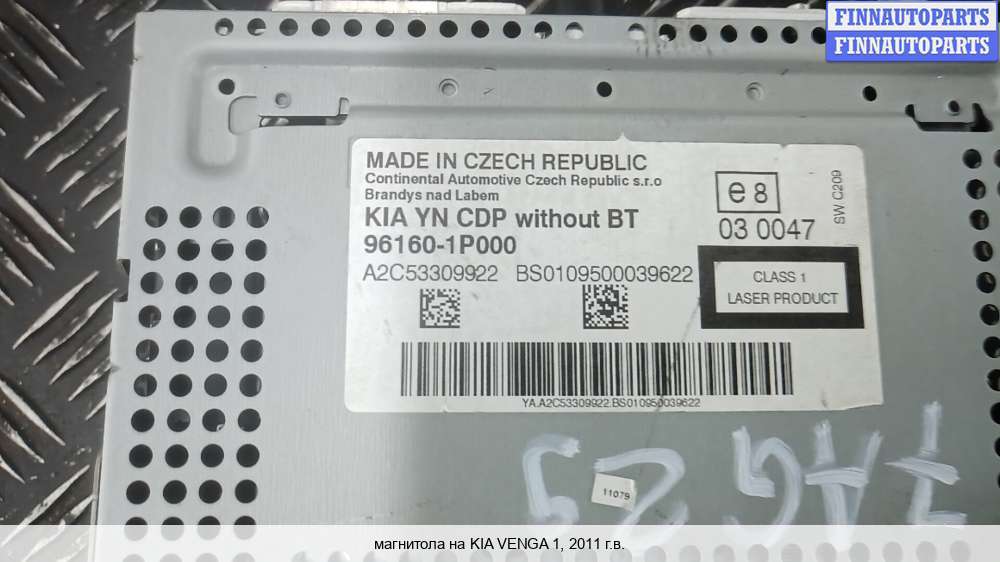 FINNAUTOPARTS
FINNAUTOPARTS
MADE IN CZECH REPUBLIC
Continental Automotive Czech Republic s.r.o
Brandys nad Labem
KIA YN CDP without BT
96160-1P000
A2C53309922 BS0109500039622
e8
03 0047
SW C209
CLASS 1
LASER PRODUCT
YA.A2C53309922.BS010950039622
11079
магнитола на KIA VENGA 1, 2011 г.в.